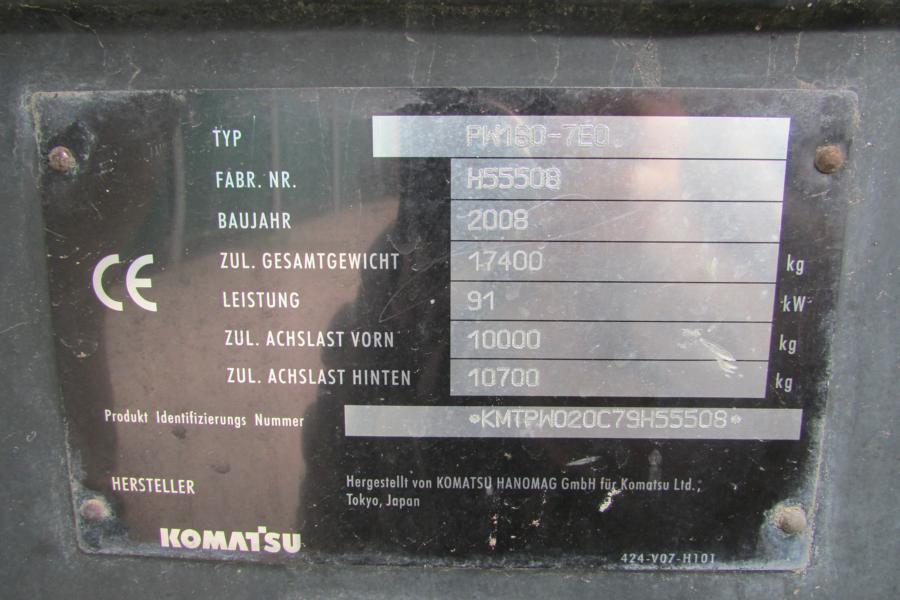 TYP PW160-7E0
FABR. NR. H55508
BAUJAHR 2008
ZUL. GESAMTGEWICHT 17400 kg
LEISTUNG 91 kW
ZUL. ACHSLAST VORN 10000 kg
ZUL. ACHSLAST HINTEN 10700 kg
CE
Produkt Identifizierungs Nummer *KMTPW020C79H55508*
HERSTELLER Hergestellt von KOMATSU HANOMAG GmbH für Komatsu Ltd.,
Tokyo, Japan
KOMATSU
424-V07-H101